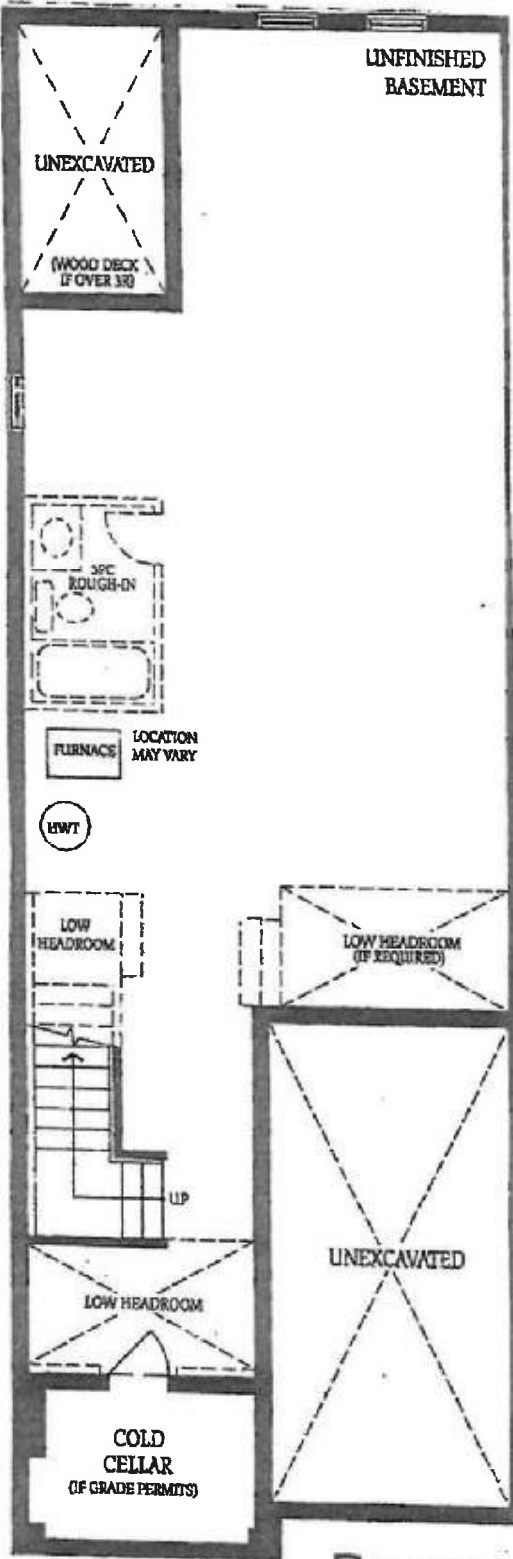 UNFINISHED
BASEMENT
UNEXCAVATED
(WOOD DECK
IF OVER 3R)
3PC
ROUGH-IN
FURNACE
LOCATION
MAY VARY
HWT
LOW
HEADROOM
LOW HEADROOM
(IF REQUIRED)
UP
UNEXCAVATED
LOW HEADROOM
COLD
CELLAR
(IF GRADE PERMITS)